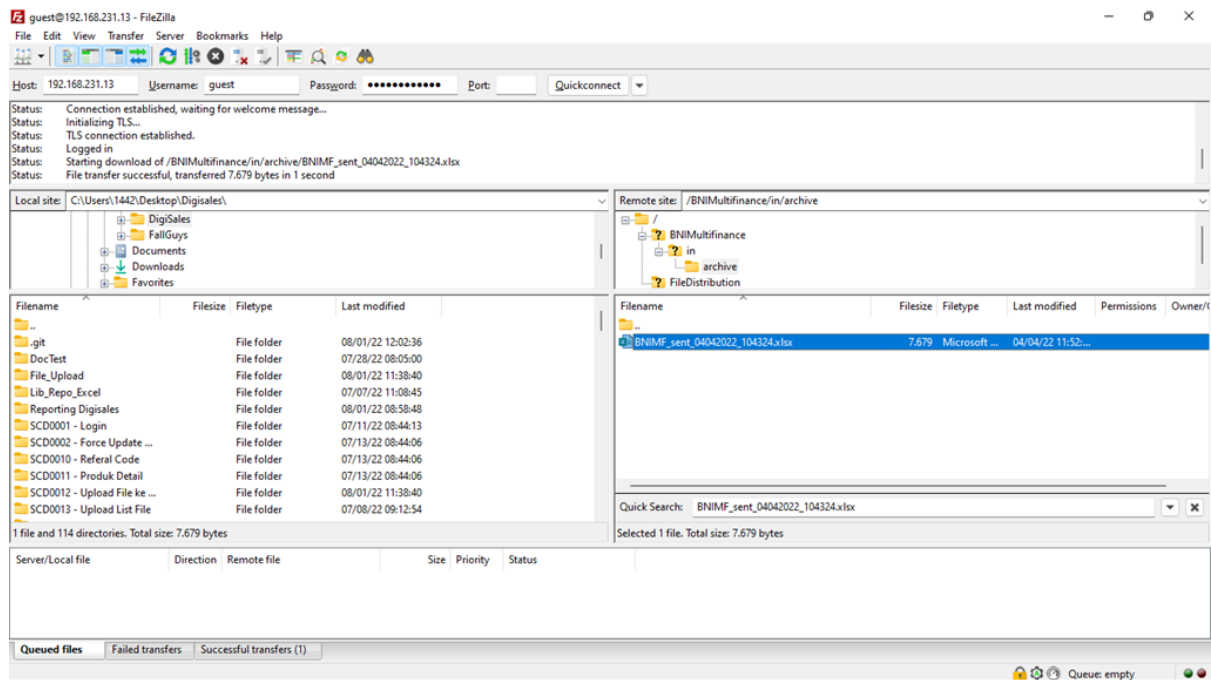 guest@192.168.231.13 - FileZilla
File Edit View Transfer Server Bookmarks Help
Host: 192.168.231.13 Username: guest Password: ●●●●●●●●●●●● Port: Quickconnect
Status: Connection established, waiting for welcome message...
Status: Initializing TLS...
Status: TLS connection established.
Status: Logged in
Status: Starting download of /BNIMultifinance/in/archive/BNIMF_sent_04042022_104324.xlsx
Status: File transfer successful, transferred 7.679 bytes in 1 second
Local site: C:\Users\1442\Desktop\Digisales\
DigiSales
FallGuys
Documents
Downloads
Favorites
Remote site: /BNIMultifinance/in/archive
/
BNIMultifinance
in
archive
FileDistribution
Filename Filesize Filetype Last modified
..
.git File folder 08/01/22 12:02:36
DocTest File folder 07/28/22 08:05:00
File_Upload File folder 08/01/22 11:38:40
Lib_Repo_Excel File folder 07/07/22 11:08:45
Reporting Digisales File folder 08/01/22 08:58:48
SCD0001 - Login File folder 07/11/22 08:44:13
SCD0002 - Force Update ... File folder 07/13/22 08:44:06
SCD0010 - Referal Code File folder 07/13/22 08:44:06
SCD0011 - Produk Detail File folder 07/13/22 08:44:06
SCD0012 - Upload File ke ... File folder 08/01/22 11:38:40
SCD0013 - Upload List File File folder 07/08/22 09:12:54
1 file and 114 directories. Total size: 7.679 bytes
Filename Filesize Filetype Last modified Permissions Owner/
..
BNIMF_sent_04042022_104324.xlsx 7.679 Microsoft ... 04/04/22 11:52:...
Quick Search: BNIMF_sent_04042022_104324.xlsx
Selected 1 file. Total size: 7.679 bytes
Server/Local file Direction Remote file Size Priority Status
Queued files Failed transfers Successful transfers (1)
Queue: empty